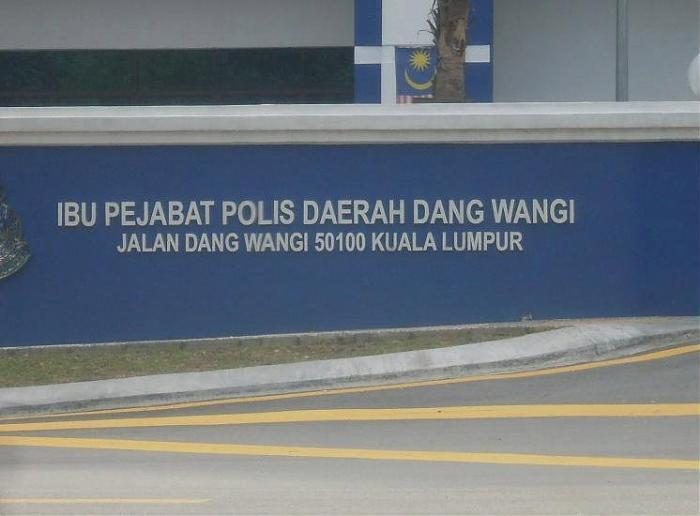 IBU PEJABAT POLIS DAERAH DANG WANGI
JALAN DANG WANGI 50100 KUALA LUMPUR